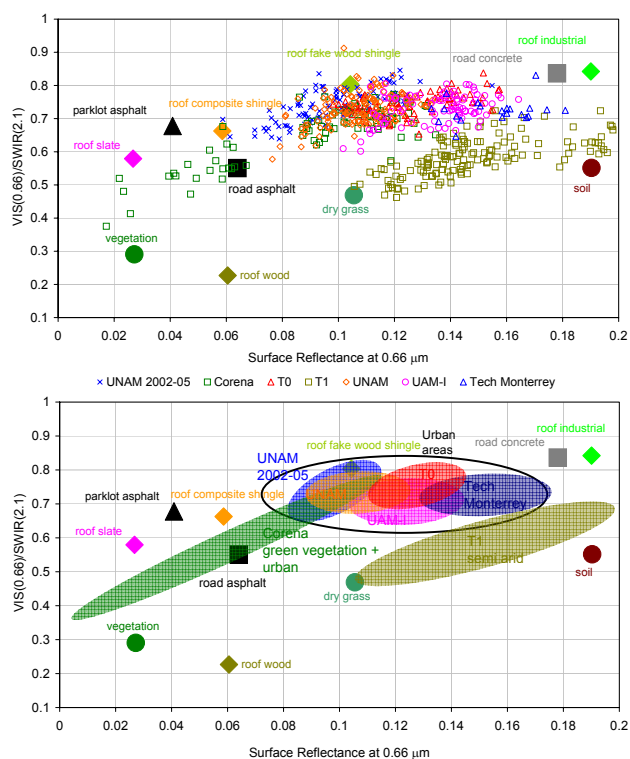 1
0.9
0.8
0.7
0.6
0.5
0.4
0.3
0.2
0.1
VIS(0.66)/SWIR(2.1)
roof industrial
road concrete
roof fake wood shingle
roof composite shingle
parklot asphalt
roof slate
road asphalt
dry grass
soil
vegetation
roof wood
0 0.02 0.04 0.06 0.08 0.1 0.12 0.14 0.16 0.18 0.2
Surface Reflectance at 0.66 µm
UNAM 2002-05 Corena T0 T1 UNAM UAM-I Tech Monterrey
1
0.9
0.8
0.7
0.6
0.5
0.4
0.3
0.2
0.1
VIS(0.66)/SWIR(2.1)
roof industrial
road concrete
Urban
areas
roof fake wood shingle
UNAM
2002-05
T0
roof composite shingle
Tech
Monterrey
parklot asphalt
UAM-I
roof slate
Corena
green vegetation +
urban
T1
semi arid
road asphalt
dry grass
soil
vegetation
roof wood
0 0.02 0.04 0.06 0.08 0.1 0.12 0.14 0.16 0.18 0.2
Surface Reflectance at 0.66 µm